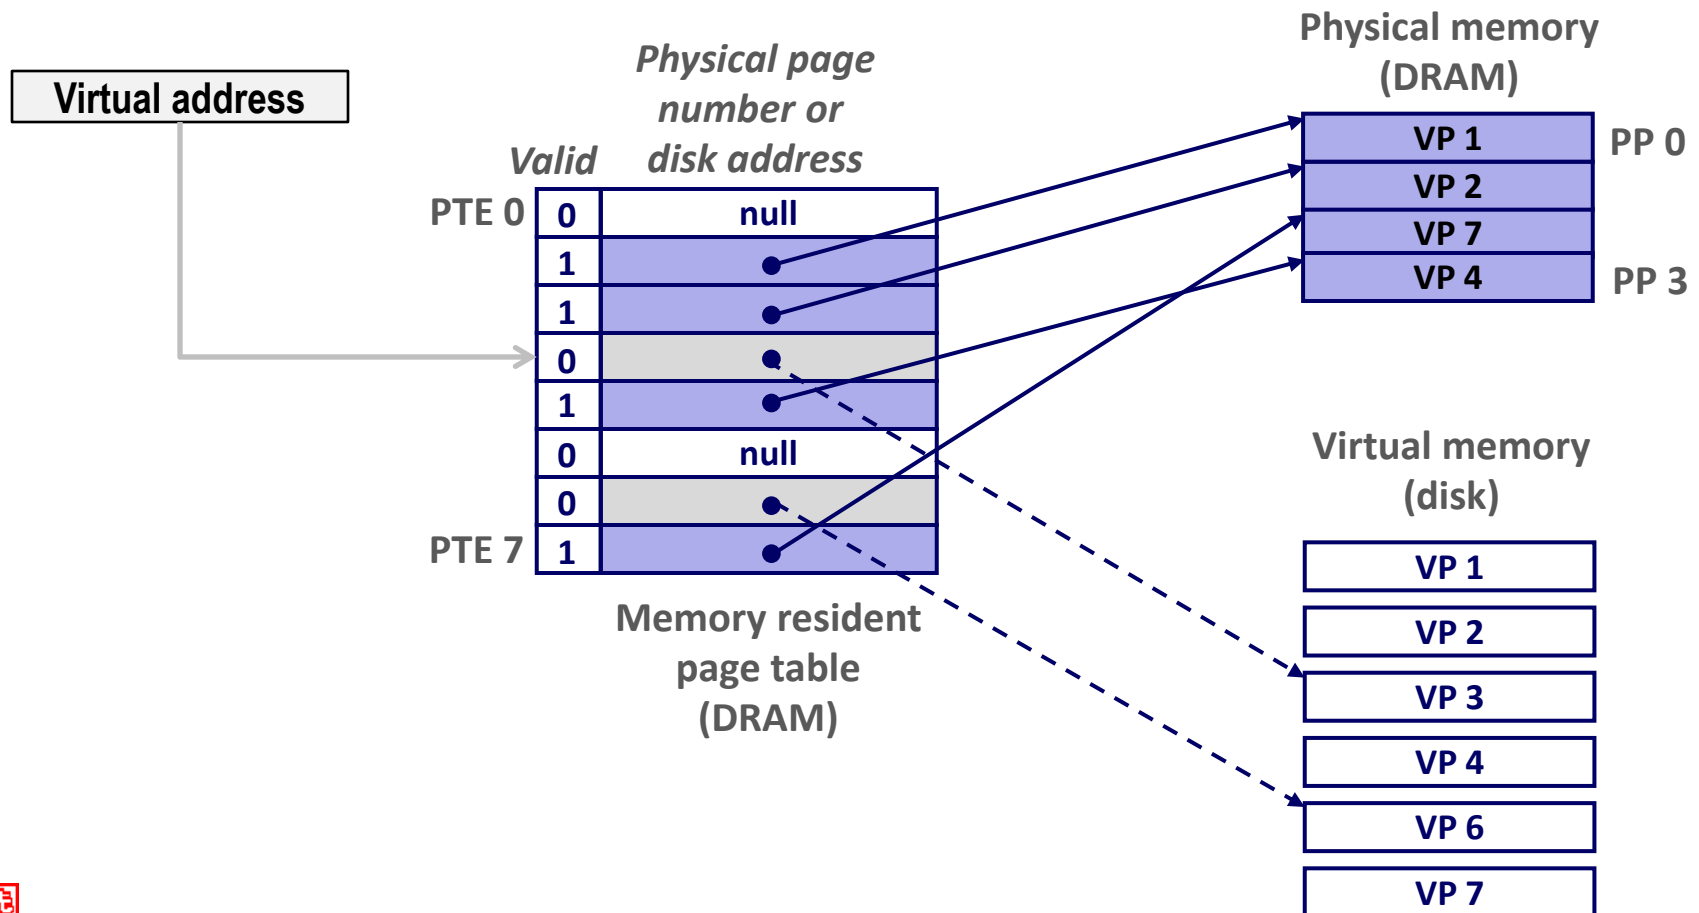 Virtual address
Physical page
number or
disk address
Valid
PTE 0
0
null
1
1
0
1
0
null
0
PTE 7
1
Memory resident
page table
(DRAM)
Physical memory
(DRAM)
VP 1
PP 0
VP 2
VP 7
VP 4
PP 3
Virtual memory
(disk)
VP 1
VP 2
VP 3
VP 4
VP 6
VP 7